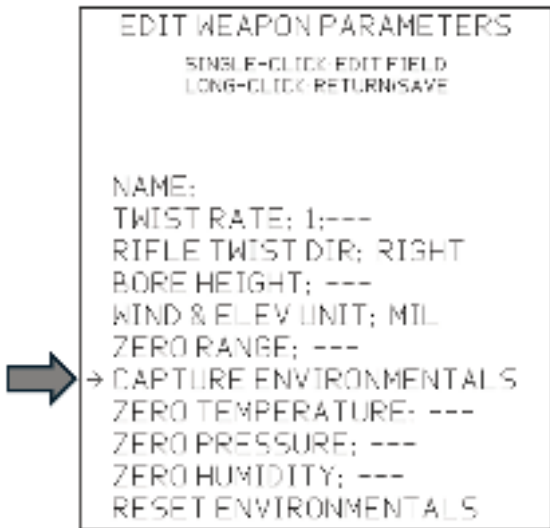 EDIT WEAPON PARAMETERS
SINGLE-CLICK: EDIT FIELD
LONG-CLICK: RETURN/SAVE
NAME:
TWIST RATE: 1:---
RIFLE TWIST DIR: RIGHT
BORE HEIGHT: ---
WIND & ELEV UNIT: MIL
ZERO RANGE: ---
→ CAPTURE ENVIRONMENTALS
ZERO TEMPERATURE: ---
ZERO PRESSURE: ---
ZERO HUMIDITY: ---
RESET ENVIRONMENTALS